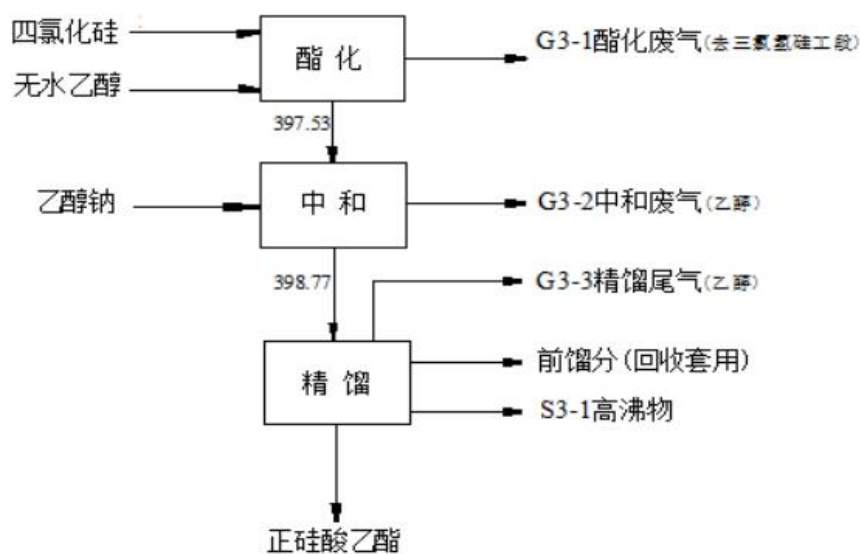 四氯化硅
无水乙醇
酯化
G3-1酯化废气(去三氯氢硅工段)
397.53
乙醇钠
中和
G3-2中和废气(乙醇)
398.77
G3-3精馏尾气(乙醇)
精馏
前馏分(回收套用)
S3-1高沸物
正硅酸乙酯